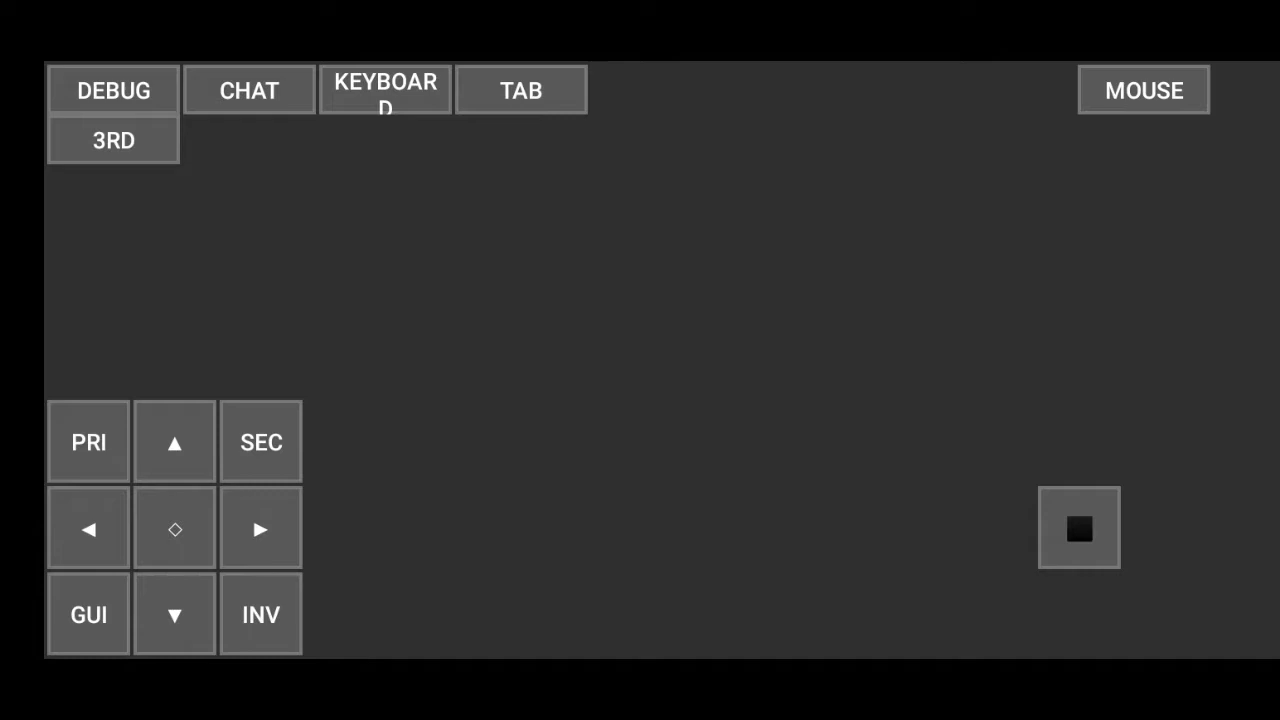 DEBUG CHAT KEYBOAR TAB MOUSE
D
3RD
PRI ▲ SEC
◀ ◇ ▶
GUI ▼ INV